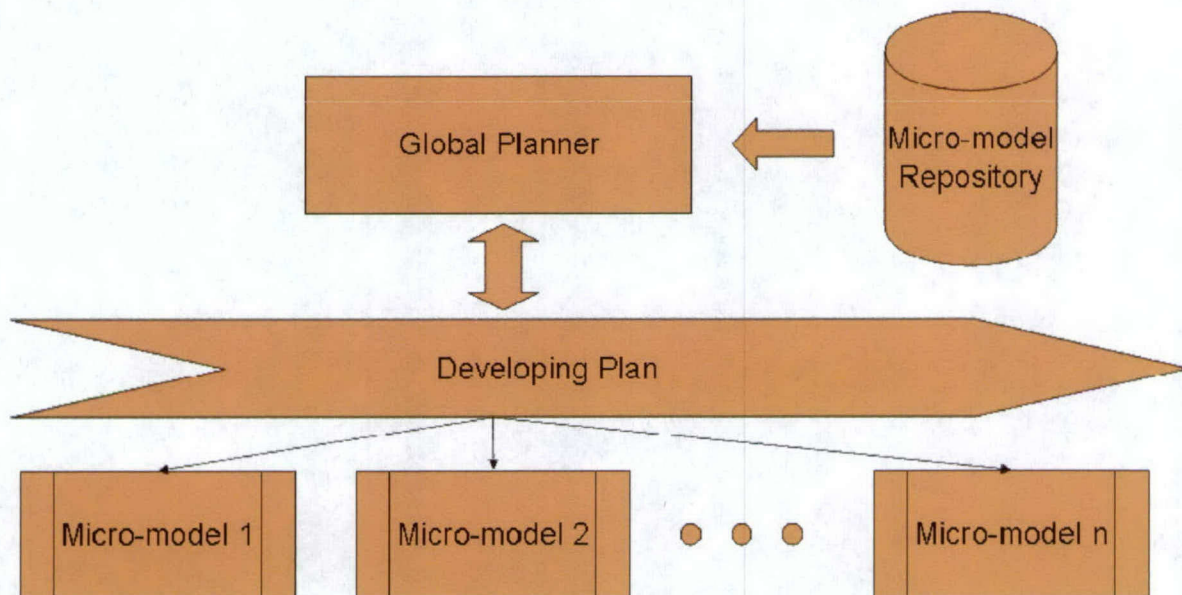 Global Planner
Micro-model
Repository
Developing Plan
Micro-model 1
Micro-model 2
Micro-model n